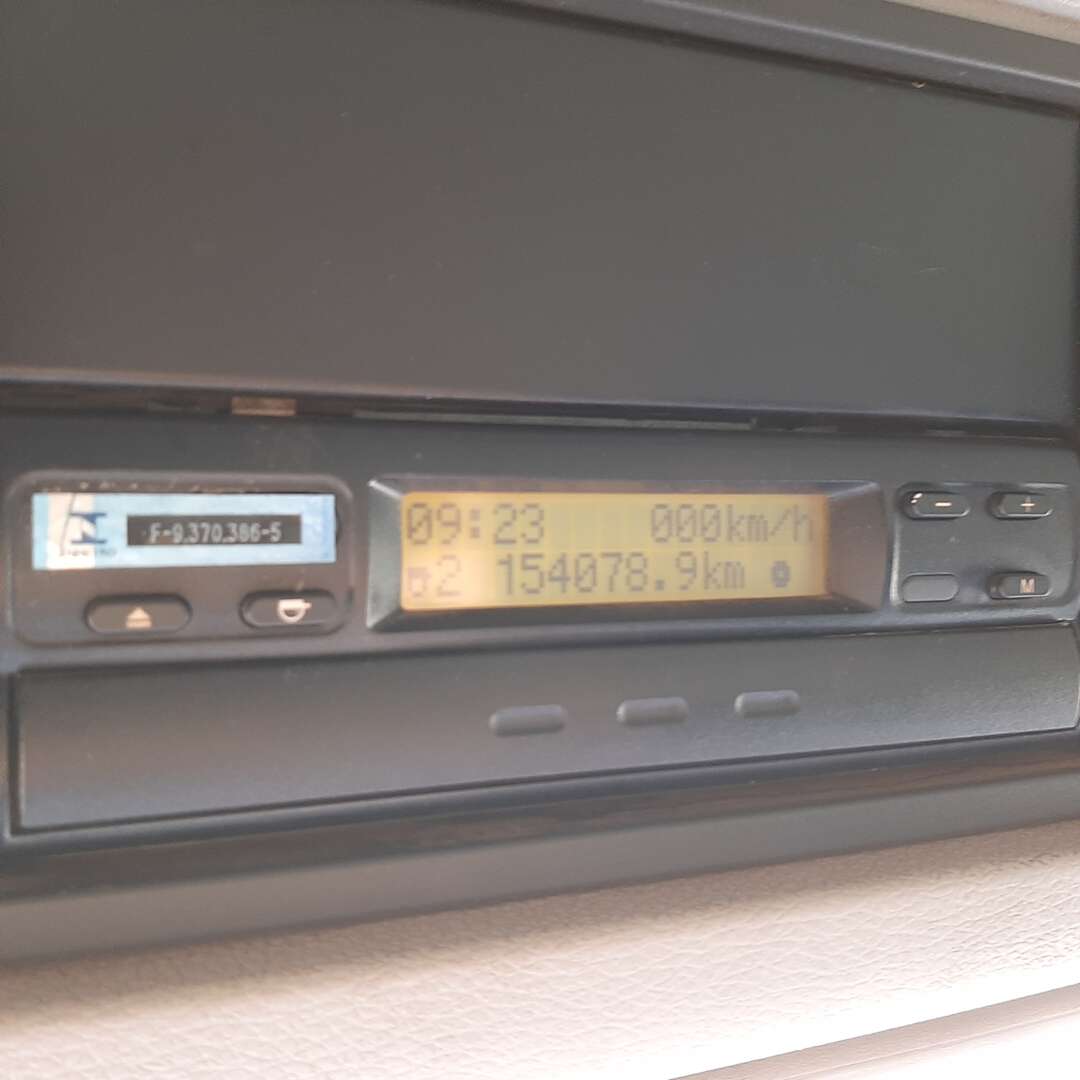 F-9.370.386-5
09:23 000km/h
2 154078.9km
- +
M